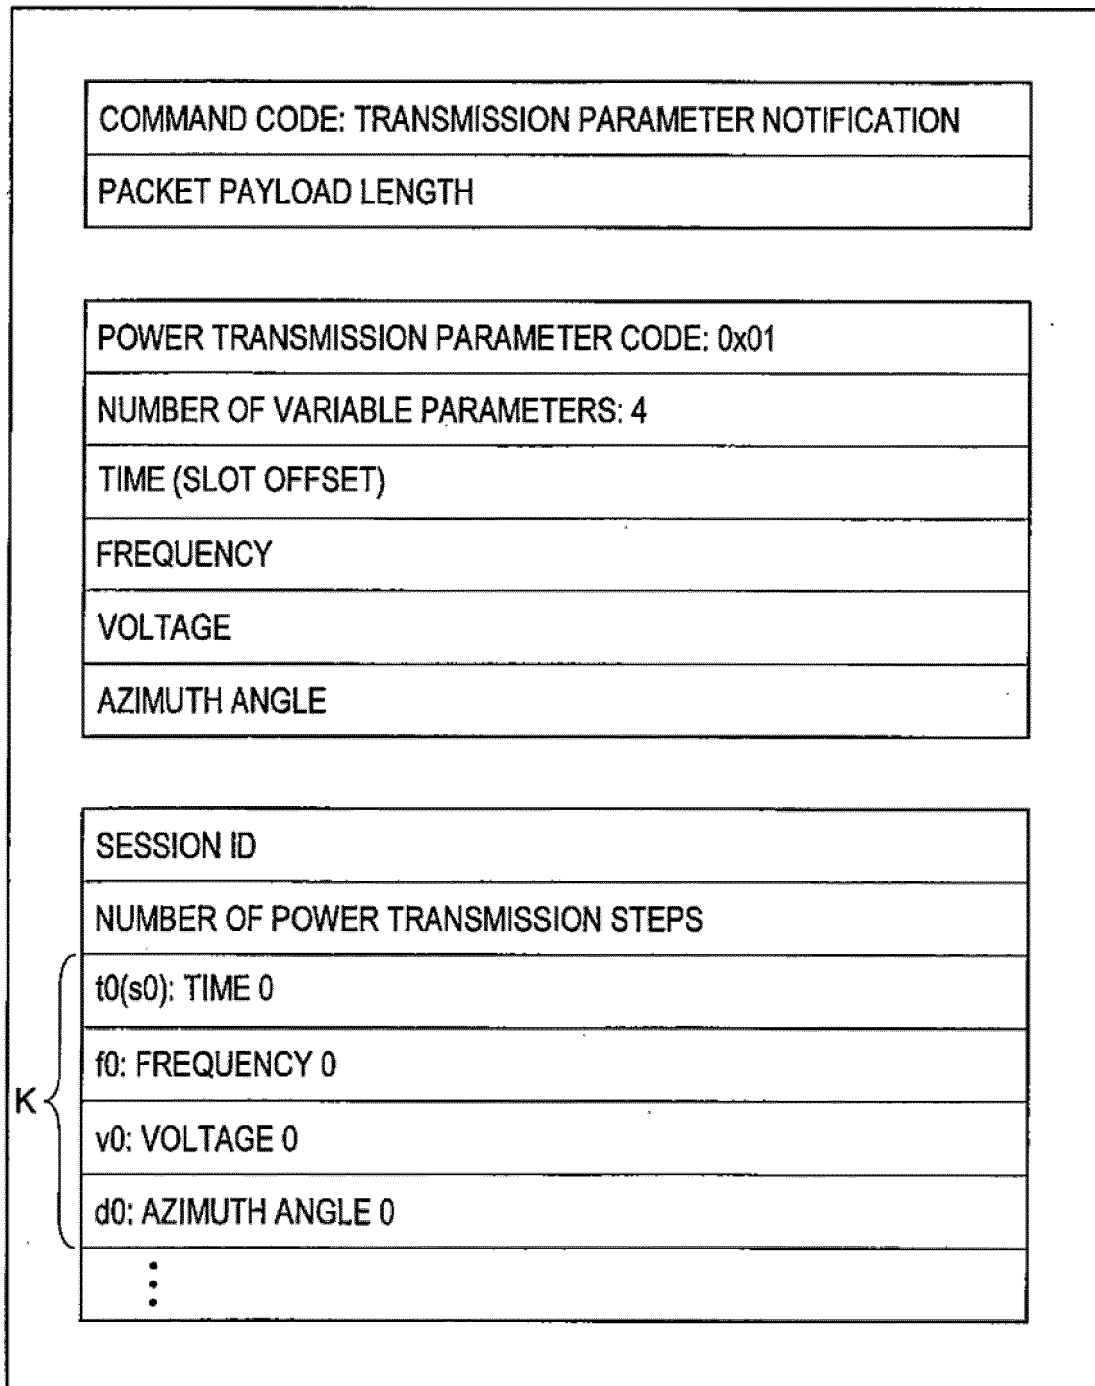 COMMAND CODE: TRANSMISSION PARAMETER NOTIFICATION
PACKET PAYLOAD LENGTH
POWER TRANSMISSION PARAMETER CODE: 0x01
NUMBER OF VARIABLE PARAMETERS: 4
TIME (SLOT OFFSET)
FREQUENCY
VOLTAGE
AZIMUTH ANGLE
SESSION ID
NUMBER OF POWER TRANSMISSION STEPS
t0(s0): TIME 0
f0: FREQUENCY 0
K
v0: VOLTAGE 0
d0: AZIMUTH ANGLE 0